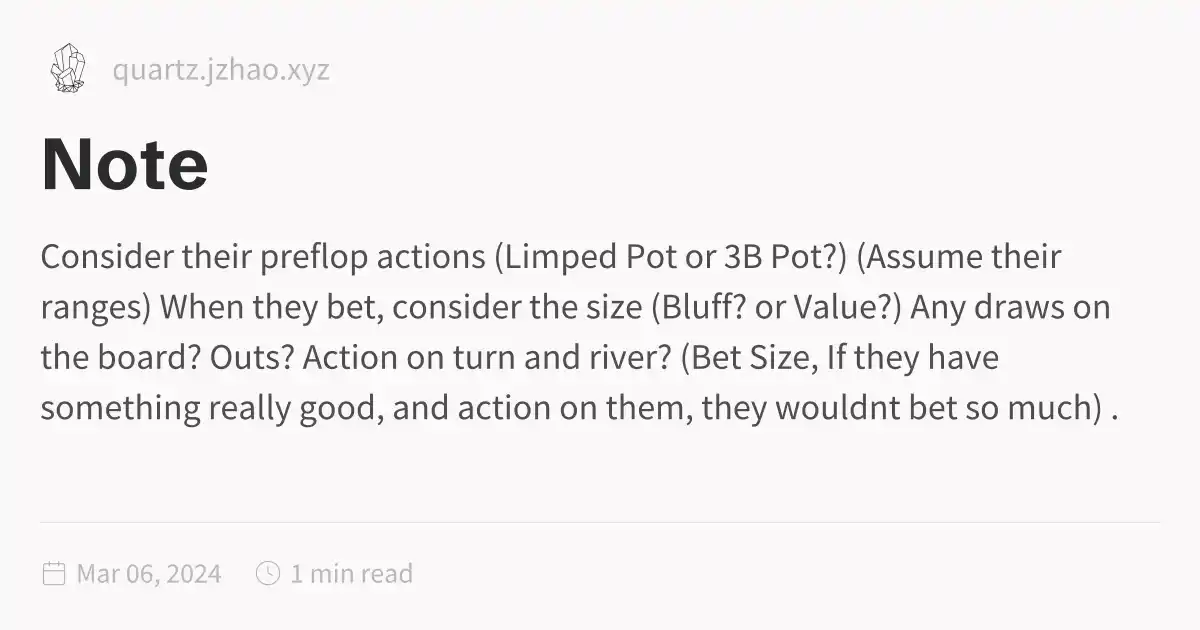 quartz.jzhao.xyz
Note
Consider their preflop actions (Limped Pot or 3B Pot?) (Assume their
ranges) When they bet, consider the size (Bluff? or Value?) Any draws on
the board? Outs? Action on turn and river? (Bet Size, If they have
something really good, and action on them, they wouldnt bet so much) .
Mar 06, 2024 1 min read